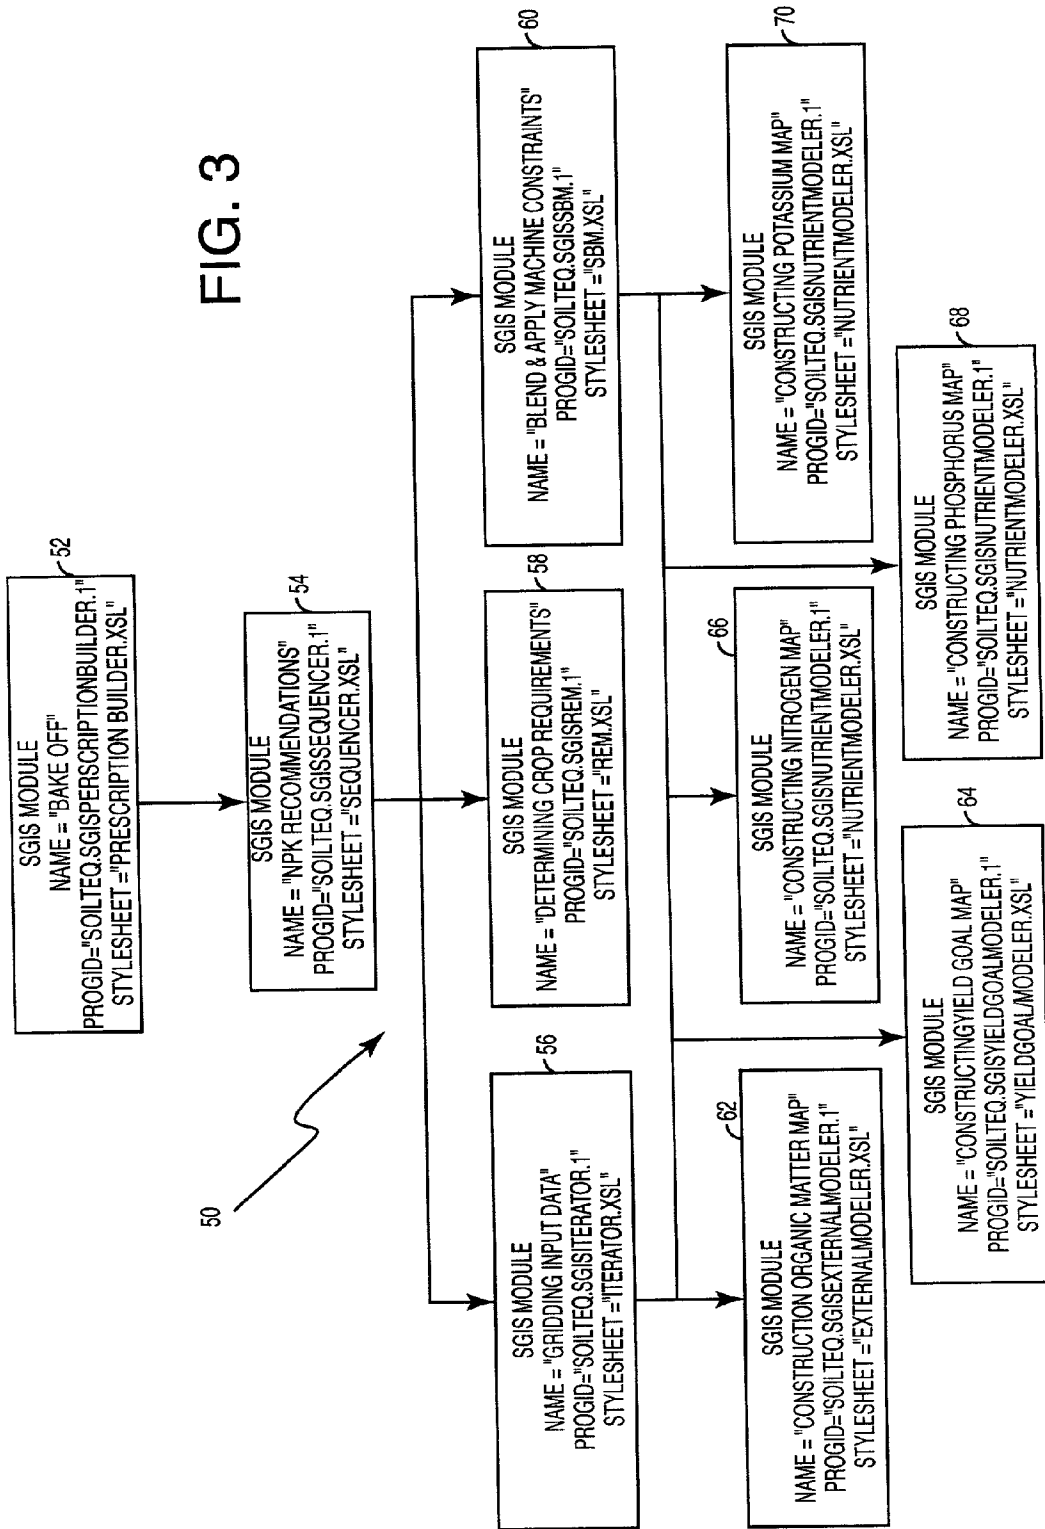 FIG. 3
50
52
SGIS MODULE
NAME = "BAKE OFF"
PROGID="SOILTEQ.SGISPERSCRIPTIONBUILDER.1"
STYLESHEET ="PRESCRIPTION BUILDER.XSL"
54
SGIS MODULE
NAME = "NPK RECOMMENDATIONS"
PROGID="SOILTEQ.SGISSEQUENCER.1"
STYLESHEET ="SEQUENCER.XSL"
56
SGIS MODULE
NAME = "GRIDDING INPUT DATA"
PROGID="SOILTEQ.SGISITERATOR.1"
STYLESHEET ="ITERATOR.XSL"
58
SGIS MODULE
NAME = "DETERMINING CROP REQUIREMENTS"
PROGID="SOILTEQ.SGISREM.1"
STYLESHEET ="REM.XSL"
60
SGIS MODULE
NAME = "BLEND & APPLY MACHINE CONSTRAINTS"
PROGID="SOILTEQ.SGISSBM.1"
STYLESHEET ="SBM.XSL"
62
SGIS MODULE
NAME = "CONSTRUCTION ORGANIC MATTER MAP"
PROGID="SOILTEQ.SGISEXTERNALMODELER.1"
STYLESHEET ="EXTERNALMODELER.XSL"
64
SGIS MODULE
NAME = "CONSTRUCTINGYIELD GOAL MAP"
PROGID="SOILTEQ.SGISYIELDGOALMODELER.1"
STYLESHEET ="YIELDGOAL/MODELER.XSL"
66
SGIS MODULE
NAME = "CONSTRUCTING NITROGEN MAP"
PROGID="SOILTEQ.SGISNUTRIENTMODELER.1"
STYLESHEET ="NUTRIENTMODELER.XSL"
68
SGIS MODULE
NAME = "CONSTRUCTING PHOSPHORUS MAP"
PROGID="SOILTEQ.SGISNUTRIENTMODELER.1"
STYLESHEET ="NUTRIENTMODELER.XSL"
70
SGIS MODULE
NAME = "CONSTRUCTING POTASSIUM MAP"
PROGID="SOILTEQ.SGISNUTRIENTMODELER.1"
STYLESHEET ="NUTRIENTMODELER.XSL"